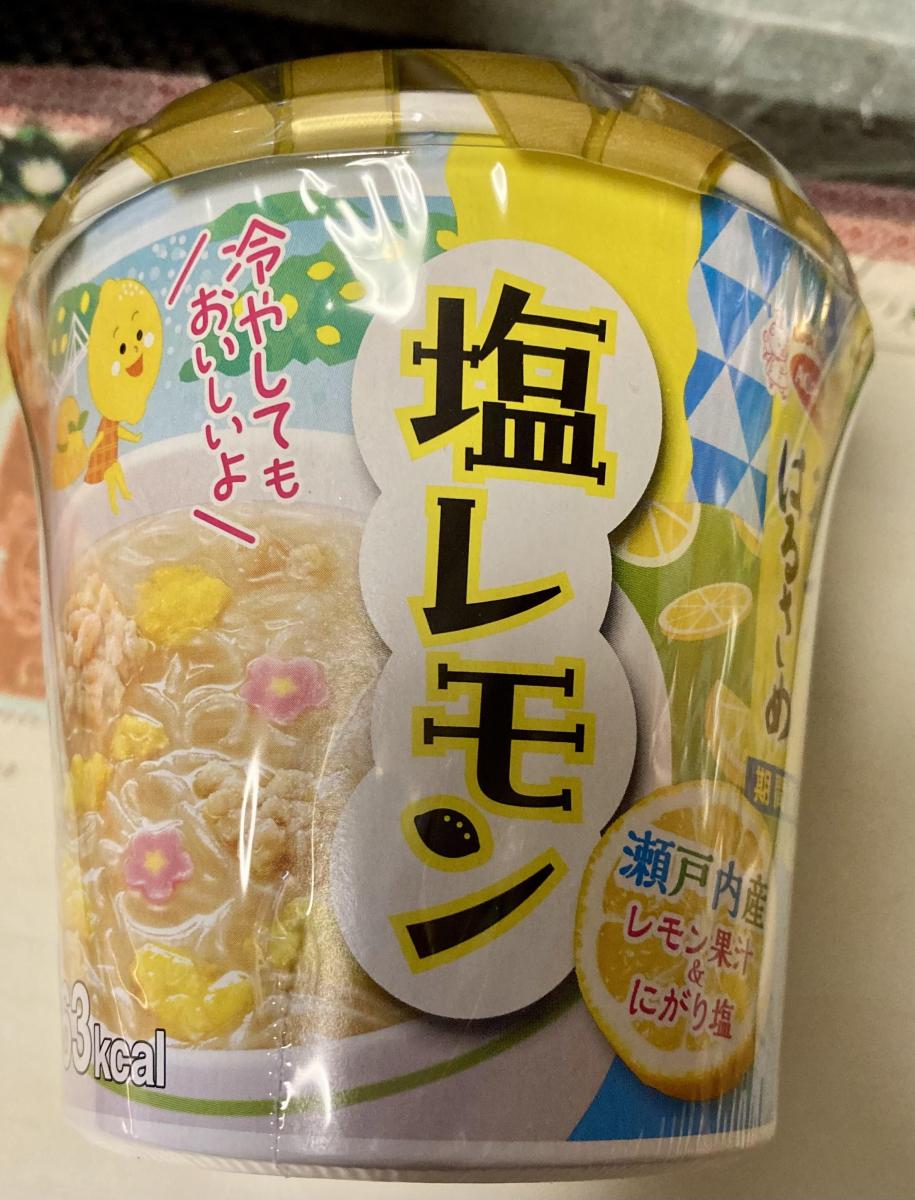 冷やしても
おいしいよ
塩レモン
はるさめ
瀬戸内産
レモン果汁
&
にがり塩
3kcal